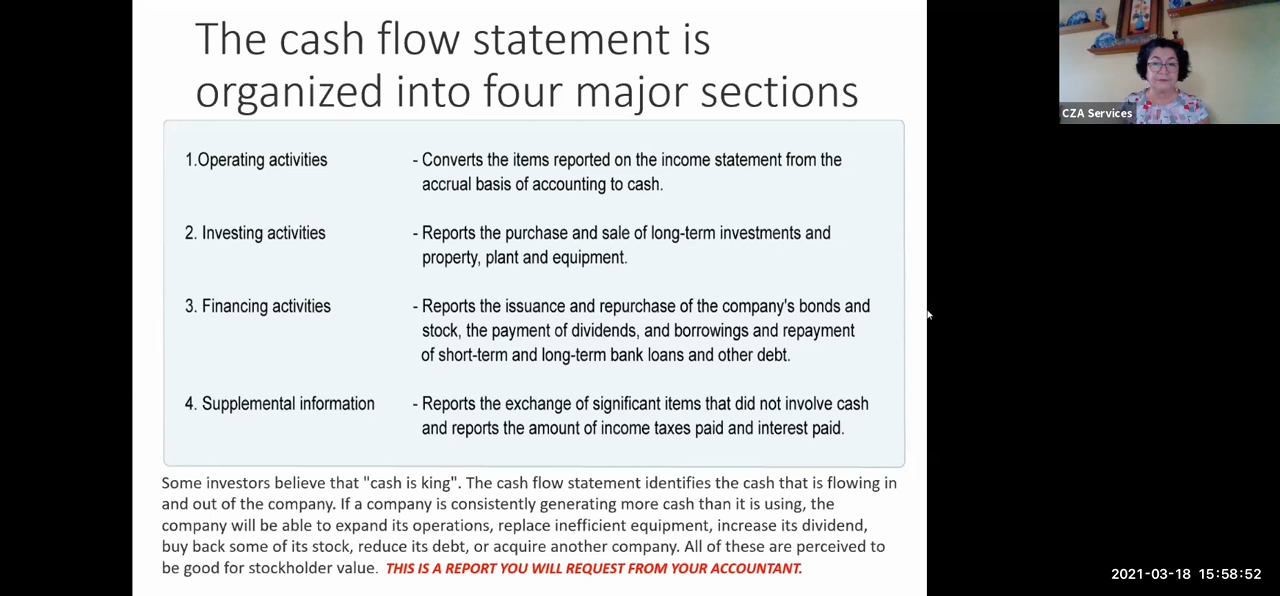 The cash flow statement is
organized into four major sections
1.Operating activities - Converts the items reported on the income statement from the
accrual basis of accounting to cash.
2. Investing activities - Reports the purchase and sale of long-term investments and
property, plant and equipment.
3. Financing activities - Reports the issuance and repurchase of the company's bonds and
stock, the payment of dividends, and borrowings and repayment
of short-term and long-term bank loans and other debt.
4. Supplemental information - Reports the exchange of significant items that did not involve cash
and reports the amount of income taxes paid and interest paid.
Some investors believe that "cash is king". The cash flow statement identifies the cash that is flowing in
and out of the company. If a company is consistently generating more cash than it is using, the
company will be able to expand its operations, replace inefficient equipment, increase its dividend,
buy back some of its stock, reduce its debt, or acquire another company. All of these are perceived to
be good for stockholder value. THIS IS A REPORT YOU WILL REQUEST FROM YOUR ACCOUNTANT.
CZA Services
2021-03-18 15:58:52